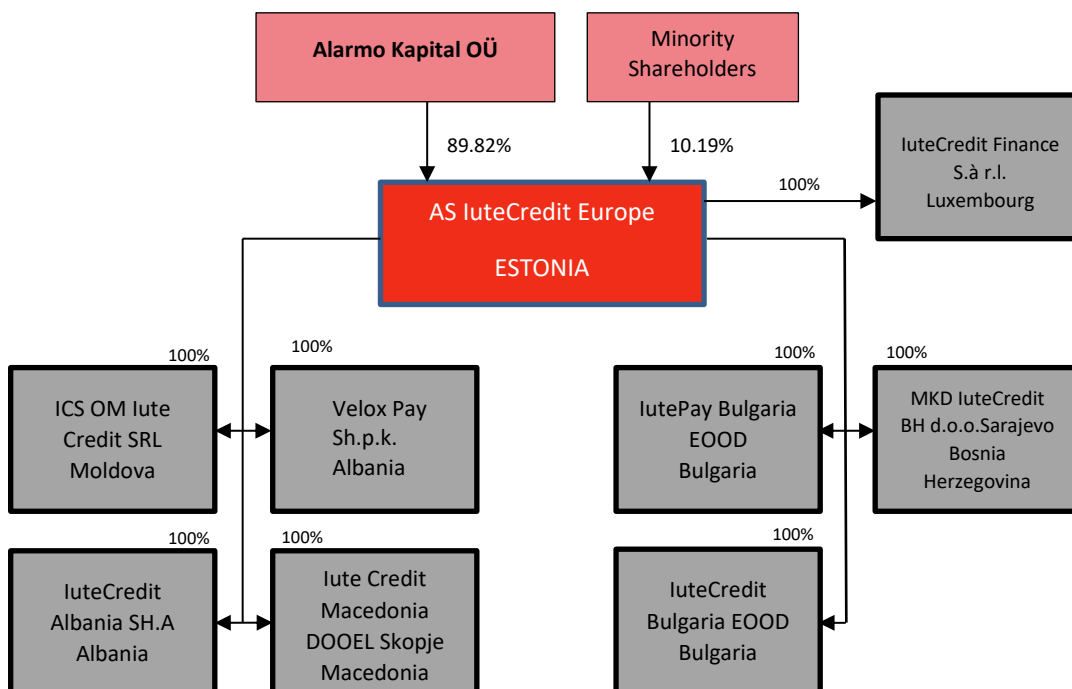 Alarmo Kapital OÜ
Minority
Shareholders
89.82%
10.19%
IuteCredit Finance
S.à r.l.
Luxembourg
100%
AS IuteCredit Europe
ESTONIA
100%
ICS OM Iute
Credit SRL
Moldova
100%
Velox Pay
Sh.p.k.
Albania
100%
IutePay Bulgaria
EOOD
Bulgaria
100%
MKD IuteCredit
BH d.o.o.Sarajevo
Bosnia
Herzegovina
100%
IuteCredit
Albania SH.A
Albania
100%
Iute Credit
Macedonia
DOOEL Skopje
Macedonia
100%
IuteCredit
Bulgaria EOOD
Bulgaria